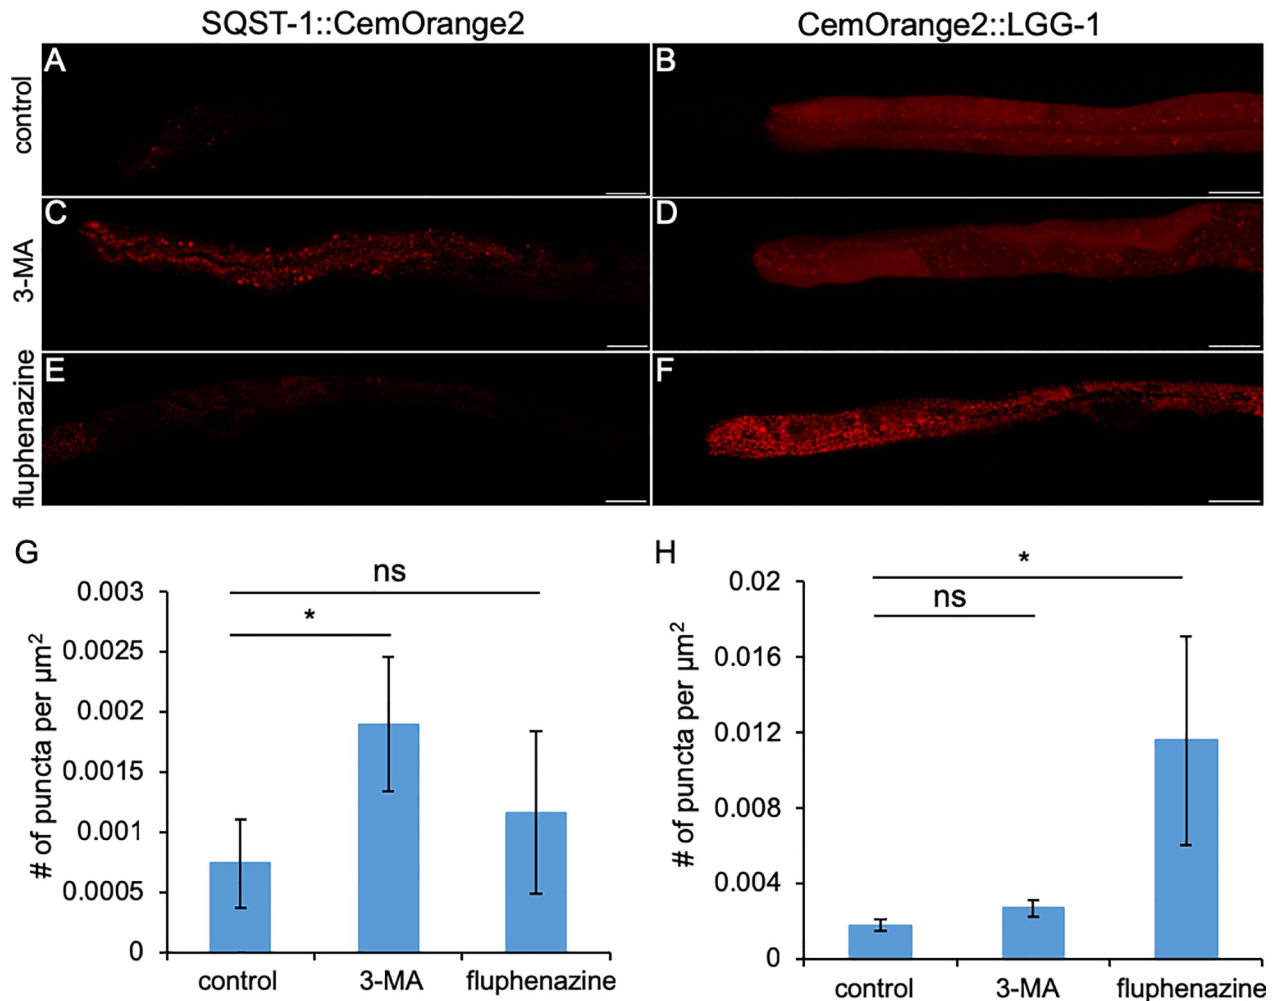 SQST-1::CemOrange2
CemOrange2::LGG-1
control
A
B
3-MA
C
D
fluphenazine
E
F
G
ns
*
# of puncta per µm²
0.003
0.0025
0.002
0.0015
0.001
0.0005
0
control
3-MA
fluphenazine
H
*
ns
# of puncta per µm²
0.02
0.016
0.012
0.008
0.004
0
control
3-MA
fluphenazine